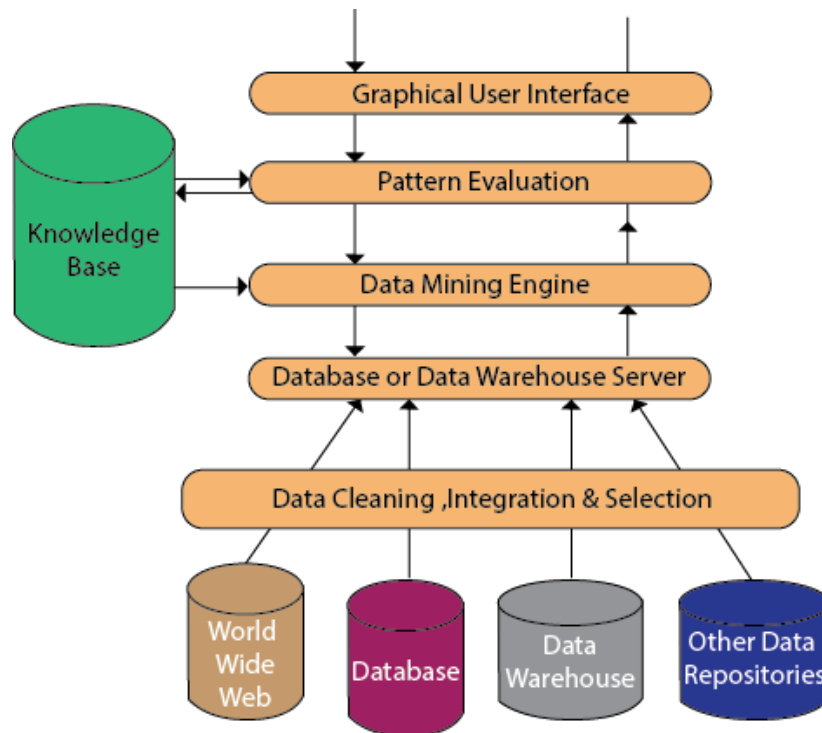 Graphical User Interface
Pattern Evaluation
Knowledge
Base
Data Mining Engine
Database or Data Warehouse Server
Data Cleaning ,Integration & Selection
World
Wide
Web
Database
Data
Warehouse
Other Data
Repositories